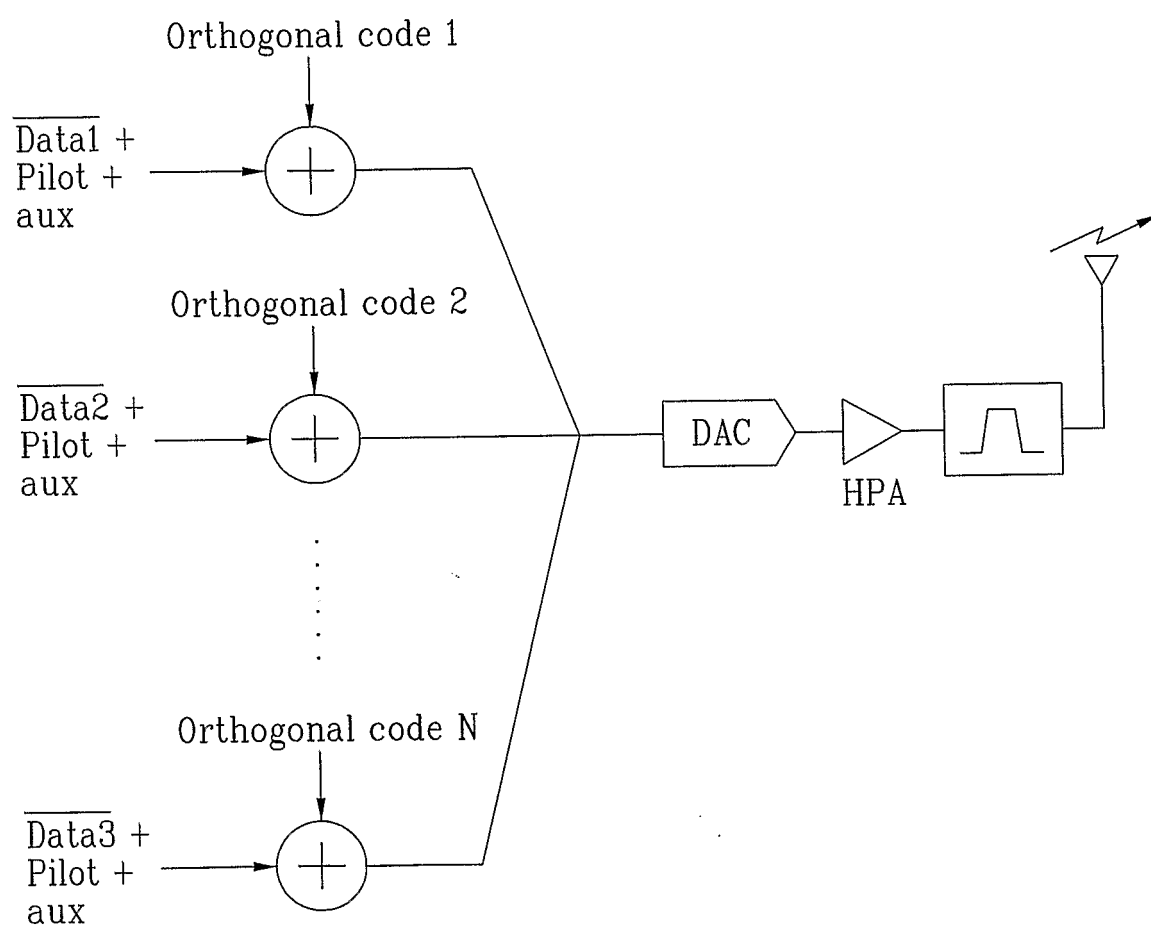 Orthogonal code 1
Data1 +
Pilot +
aux
Orthogonal code 2
Data2 +
Pilot +
aux
DAC
HPA
Orthogonal code N
Data3 +
Pilot +
aux